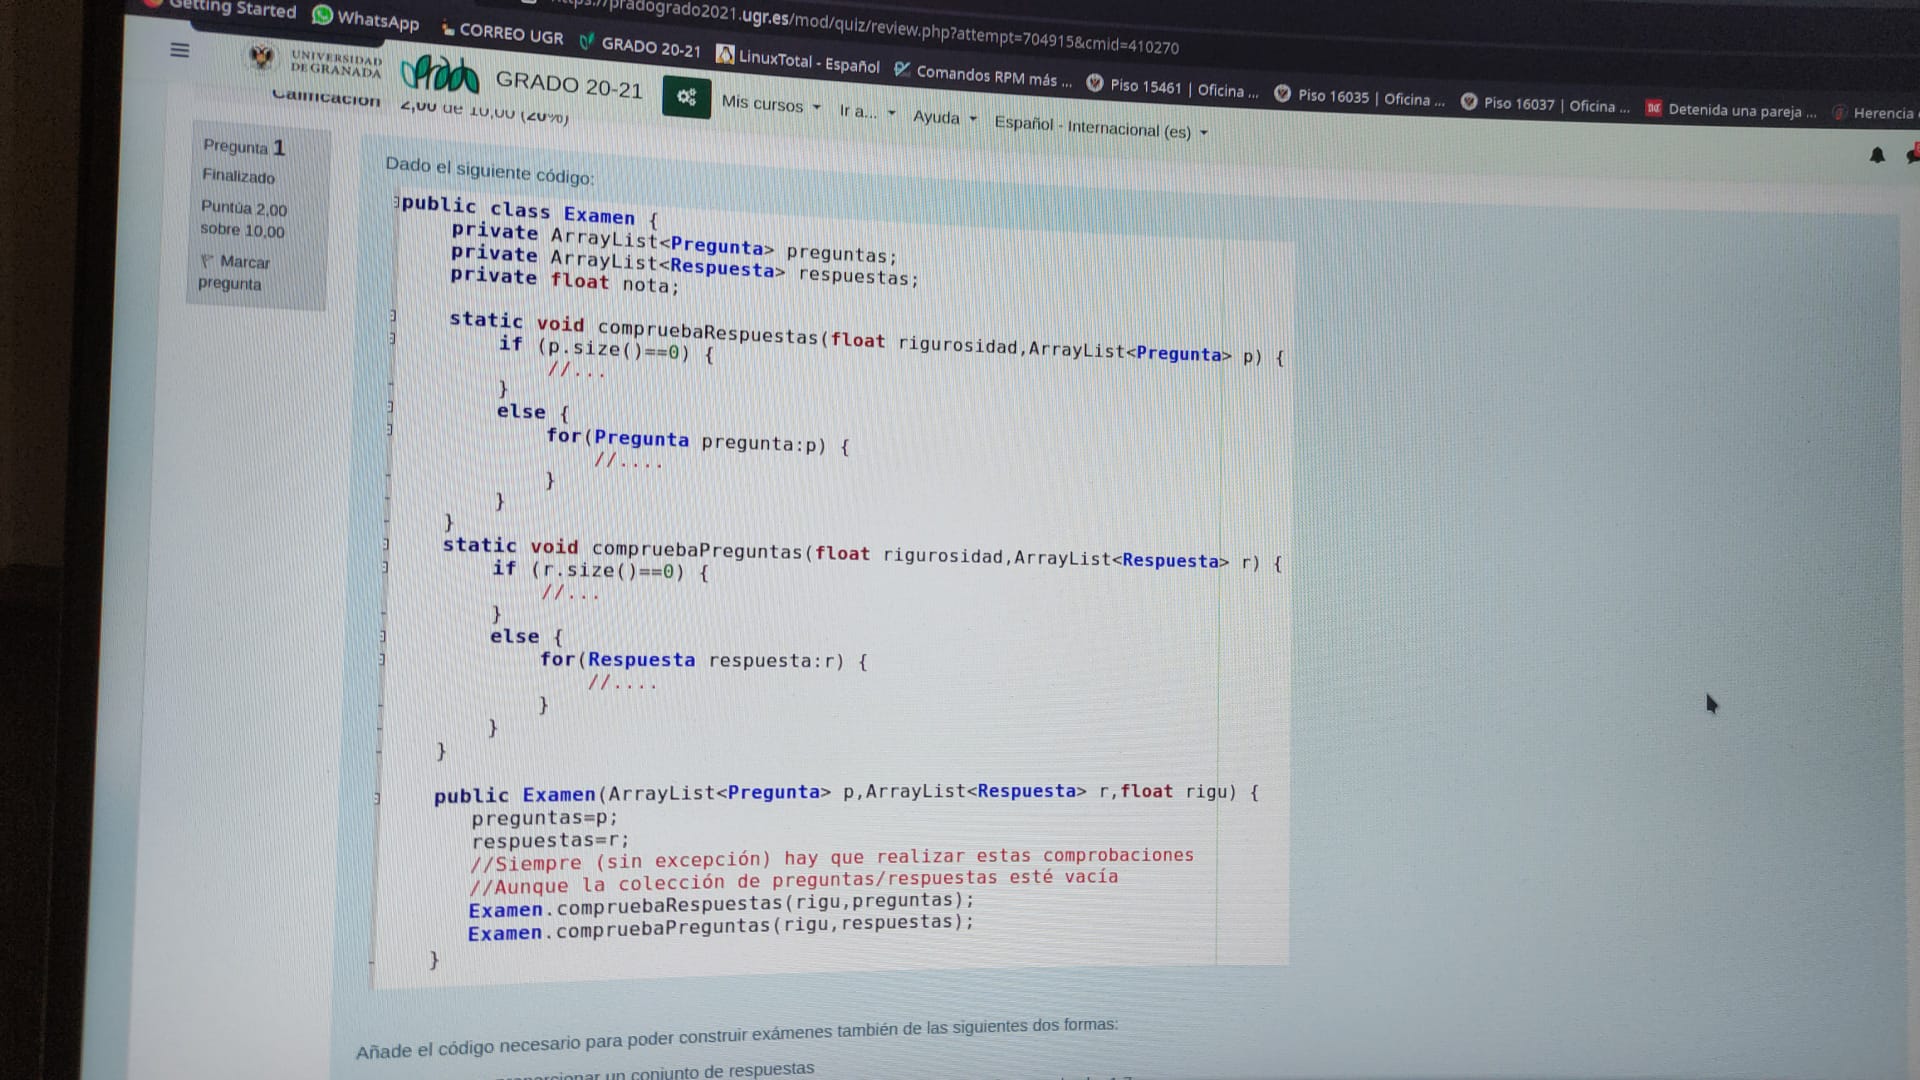 Getting Started WhatsApp CORREO UGR GRADO 20-21 LinuxTotal - Español Comandos RPM más ... Piso 15461 | Oficina ... Piso 16035 | Oficina ... Piso 16037 | Oficina ... Detenida una pareja ... Herencia
pradogrado2021.ugr.es/mod/quiz/review.php?attempt=704915&cmid=410270
UNIVERSIDAD
DE GRANADA
Prado GRADO 20-21 Mis cursos Ir a... Ayuda Español - Internacional (es)
Calificación 2,00 de 10,00 (20%)
Pregunta 1
Finalizado
Puntúa 2,00
sobre 10,00
Marcar
pregunta
Dado el siguiente código:
public class Examen {
private ArrayList<Pregunta> preguntas;
private ArrayList<Respuesta> respuestas;
private float nota;
static void compruebaRespuestas(float rigurosidad,ArrayList<Pregunta> p) {
if (p.size()==0) {
//...
}
else {
for(Pregunta pregunta:p) {
//....
}
}
}
static void compruebaPreguntas(float rigurosidad,ArrayList<Respuesta> r) {
if (r.size()==0) {
//...
}
else {
for(Respuesta respuesta:r) {
//....
}
}
}
public Examen(ArrayList<Pregunta> p,ArrayList<Respuesta> r,float rigu) {
preguntas=p;
respuestas=r;
//Siempre (sin excepción) hay que realizar estas comprobaciones
//Aunque la colección de preguntas/respuestas esté vacía
Examen.compruebaRespuestas(rigu,preguntas);
Examen.compruebaPreguntas(rigu,respuestas);
}
Añade el código necesario para poder construir exámenes también de las siguientes dos formas:
un conjunto de respuestas